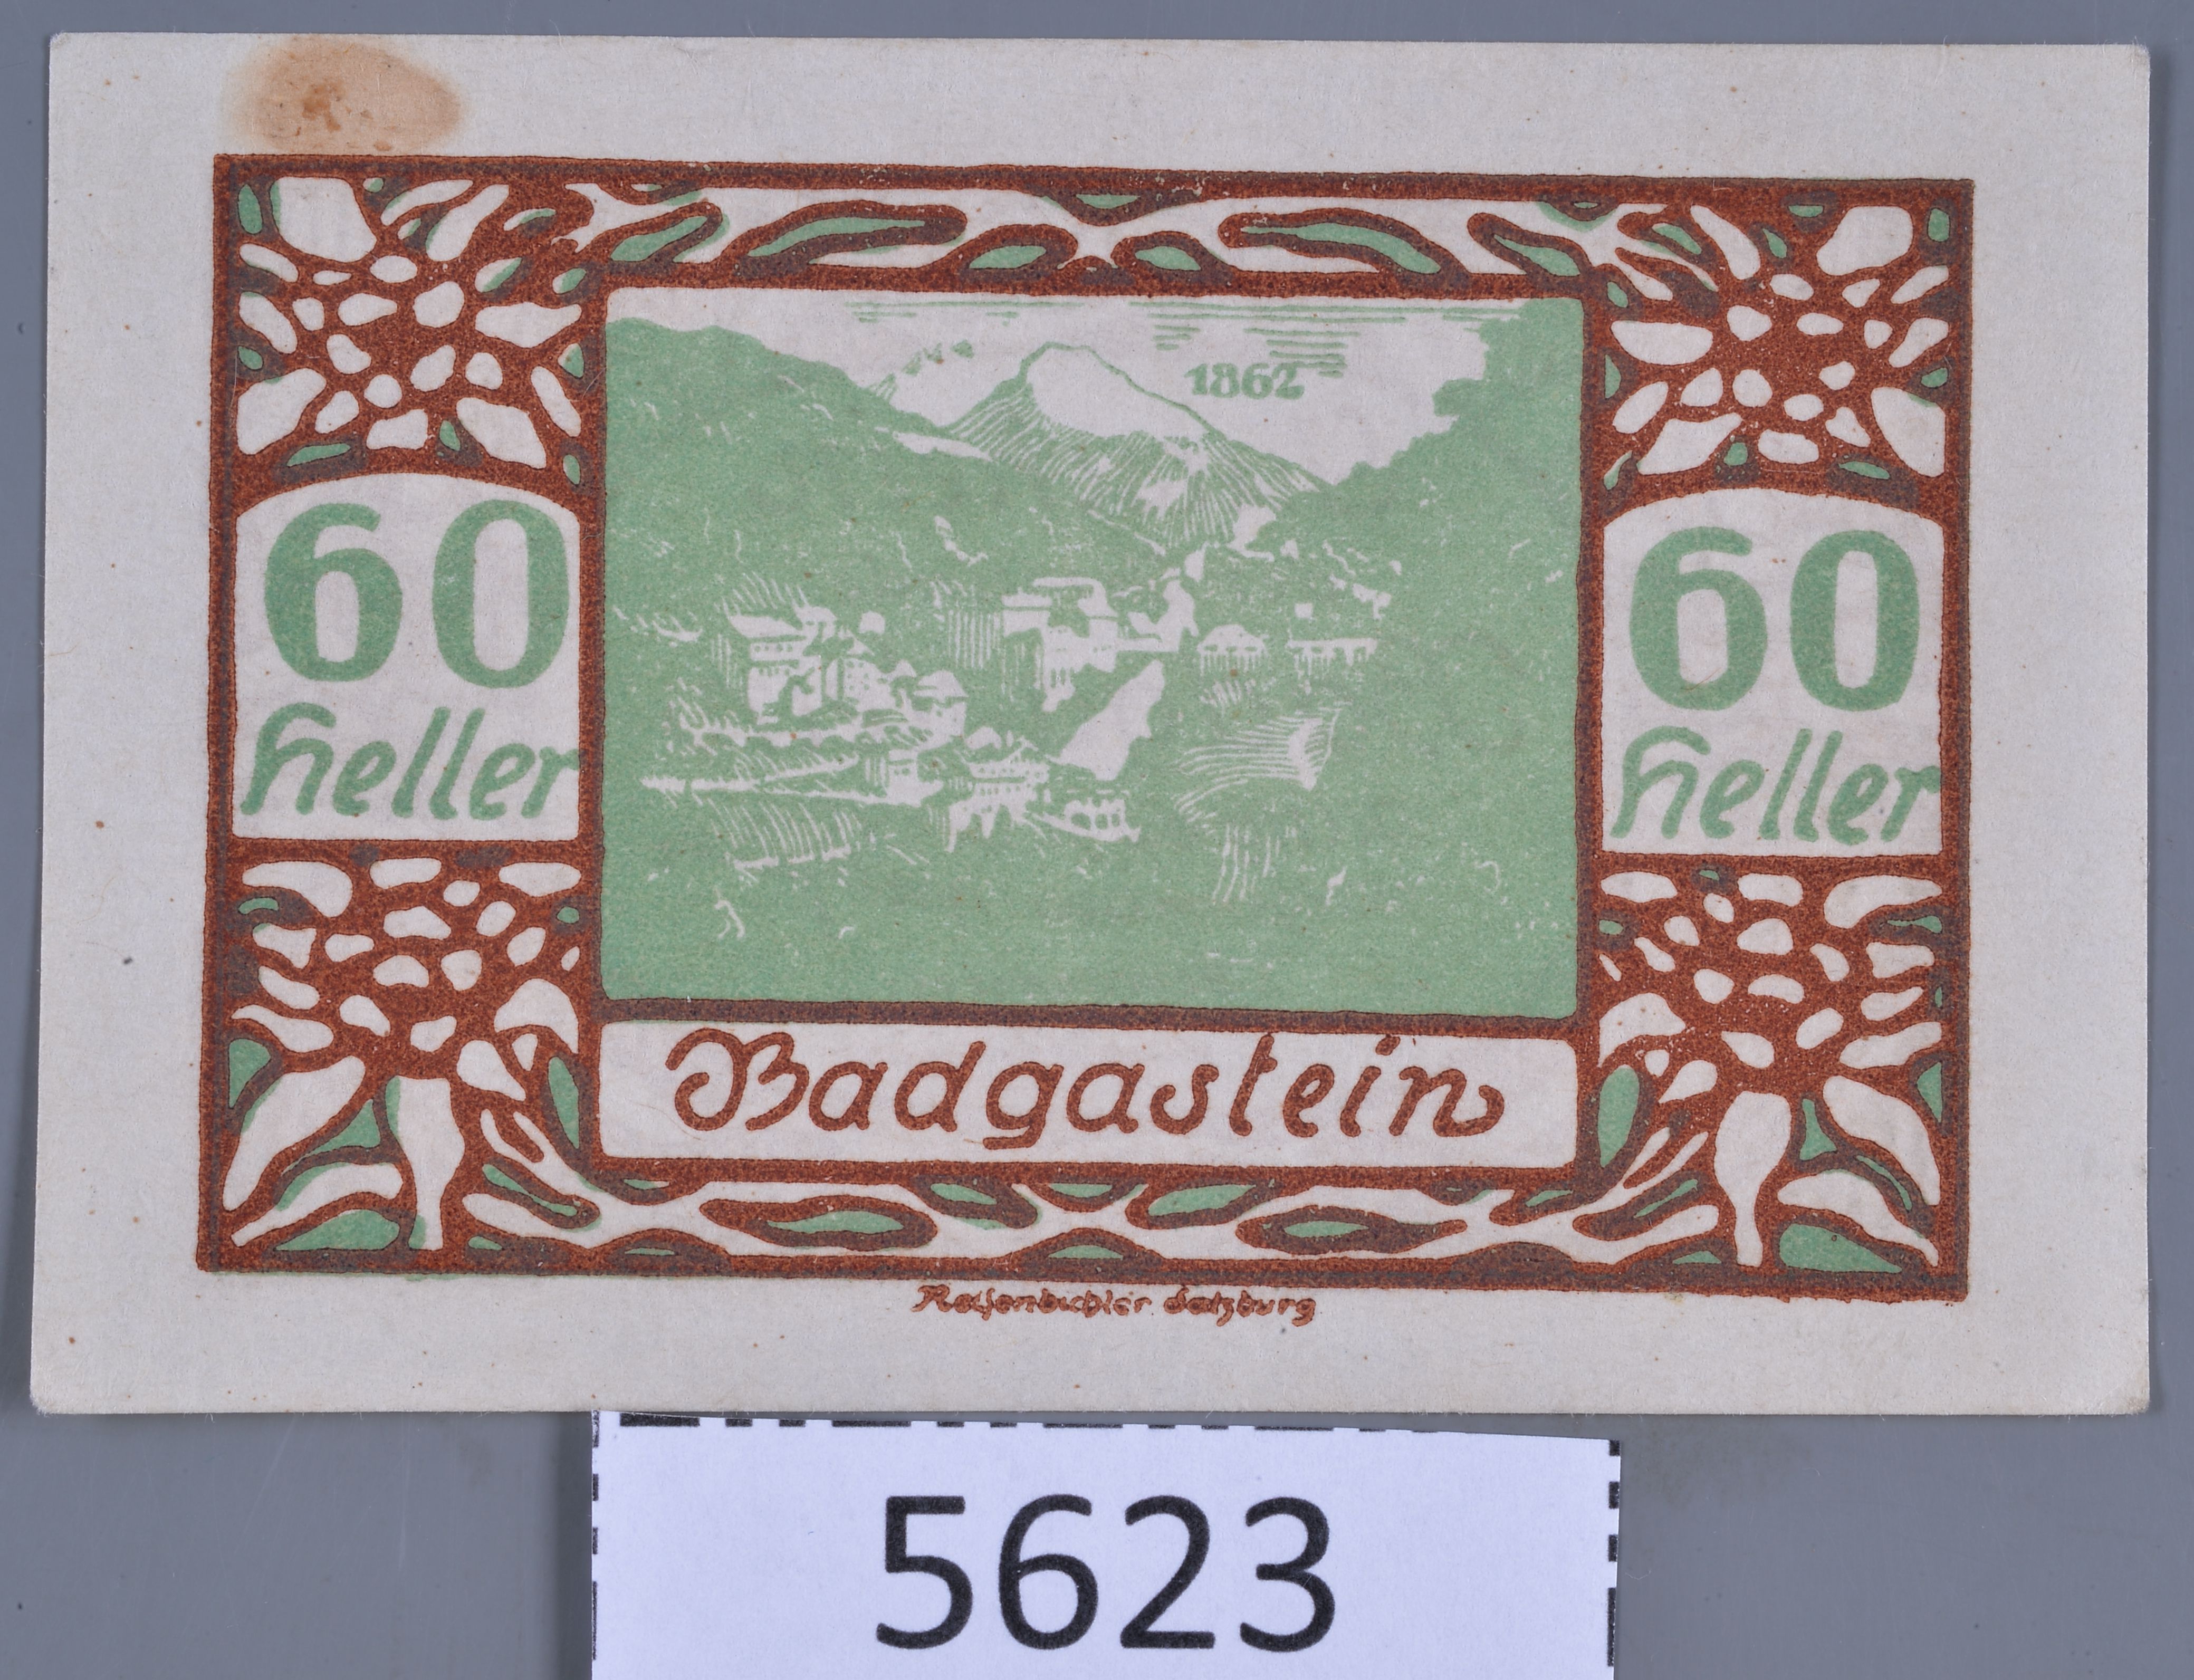 1862
60
Heller
60
Heller
Badgastein
Reisenbichler Salzburg
5623